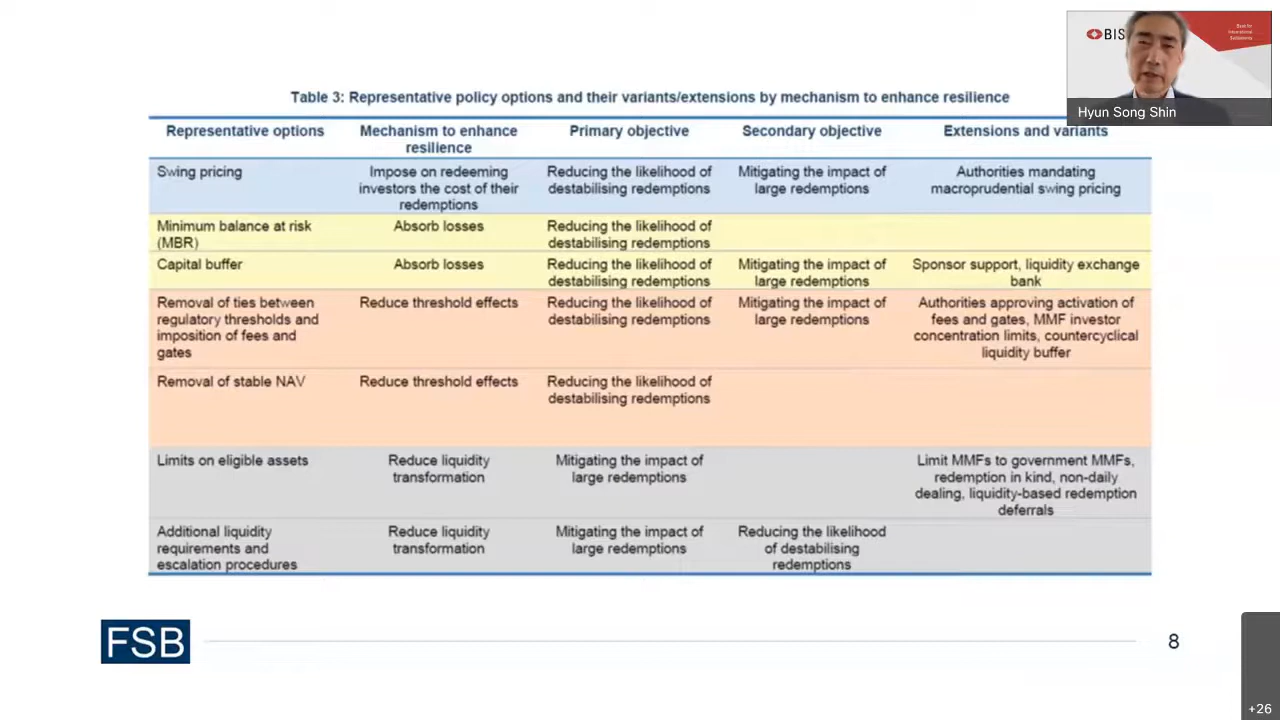 BIS
Bank for
International
Settlements
Hyun Song Shin
Table 3: Representative policy options and their variants/extensions by mechanism to enhance resilience
Representative options Mechanism to enhance resilience Primary objective Secondary objective Extensions and variants
Swing pricing Impose on redeeming investors the cost of their redemptions Reducing the likelihood of destabilising redemptions Mitigating the impact of large redemptions Authorities mandating macroprudential swing pricing
Minimum balance at risk (MBR) Absorb losses Reducing the likelihood of destabilising redemptions
Capital buffer Absorb losses Reducing the likelihood of destabilising redemptions Mitigating the impact of large redemptions Sponsor support, liquidity exchange bank
Removal of ties between regulatory thresholds and imposition of fees and gates Reduce threshold effects Reducing the likelihood of destabilising redemptions Mitigating the impact of large redemptions Authorities approving activation of fees and gates, MMF investor concentration limits, countercyclical liquidity buffer
Removal of stable NAV Reduce threshold effects Reducing the likelihood of destabilising redemptions
Limits on eligible assets Reduce liquidity transformation Mitigating the impact of large redemptions Limit MMFs to government MMFs, redemption in kind, non-daily dealing, liquidity-based redemption deferrals
Additional liquidity requirements and escalation procedures Reduce liquidity transformation Mitigating the impact of large redemptions Reducing the likelihood of destabilising redemptions
FSB
8
+26